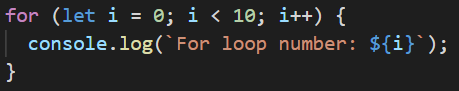 for (let i = 0; i < 10; i++) {
  console.log(`For loop number: ${i}`);
}